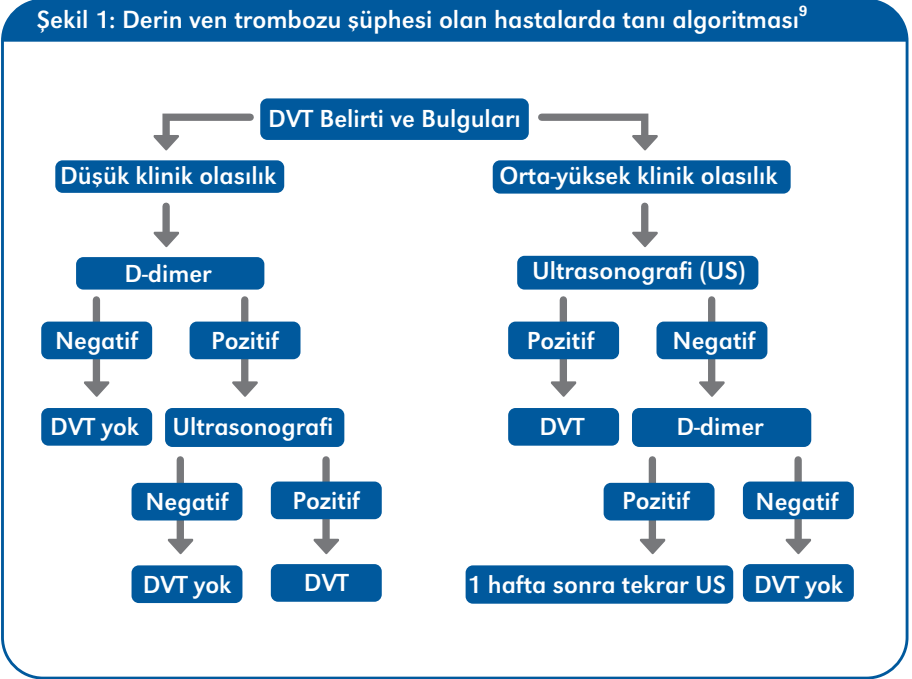 Şekil 1: Derin ven trombozu şüphesi olan hastalarda tanı algoritması⁹
DVT Belirti ve Bulguları
Düşük klinik olasılık
Orta-yüksek klinik olasılık
D-dimer
Ultrasonografi (US)
Negatif
Pozitif
Pozitif
Negatif
DVT yok
Ultrasonografi
DVT
D-dimer
Negatif
Pozitif
Pozitif
Negatif
DVT yok
DVT
1 hafta sonra tekrar US
DVT yok